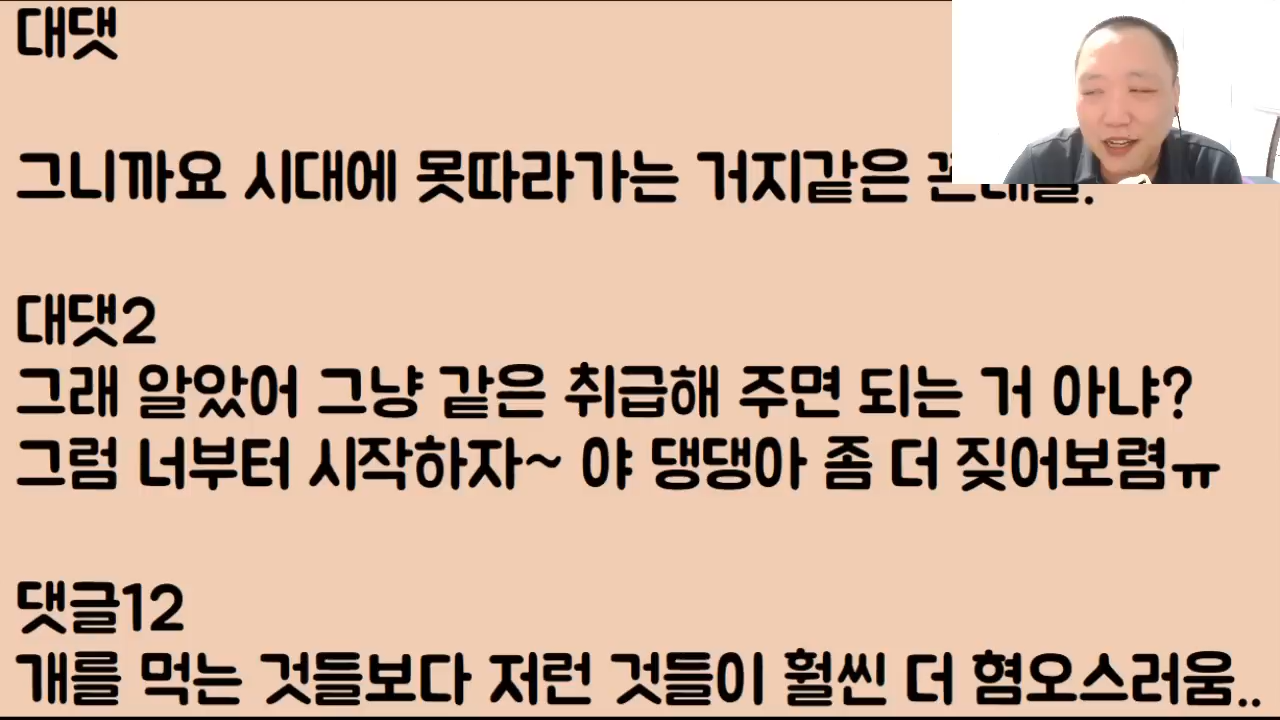 대댓
그니까요 시대에 못따라가는 거지같은
대댓2
그래 알았어 그냥 같은 취급해 주면 되는 거 아냐?
그럼 너부터 시작하자~ 야 댕댕아 좀 더 짖어보렴ㅠ
댓글12
개를 먹는 것들보다 저런 것들이 훨씬 더 혐오스러움..